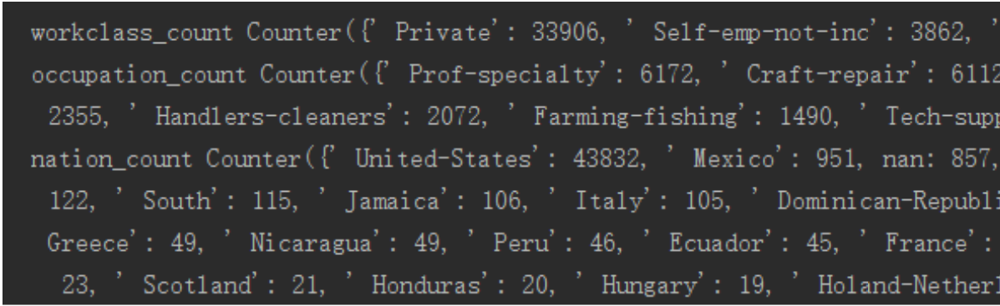 workclass_count Counter({' Private': 33906, ' Self-emp-not-inc': 3862, '
occupation_count Counter({' Prof-specialty': 6172, ' Craft-repair': 6112
2355, ' Handlers-cleaners': 2072, ' Farming-fishing': 1490, ' Tech-supp
nation_count Counter({' United-States': 43832, ' Mexico': 951, nan: 857,
122, ' South': 115, ' Jamaica': 106, ' Italy': 105, ' Dominican-Republi
Greece': 49, ' Nicaragua': 49, ' Peru': 46, ' Ecuador': 45, ' France':
23, ' Scotland': 21, ' Honduras': 20, ' Hungary': 19, ' Holand-Netherl